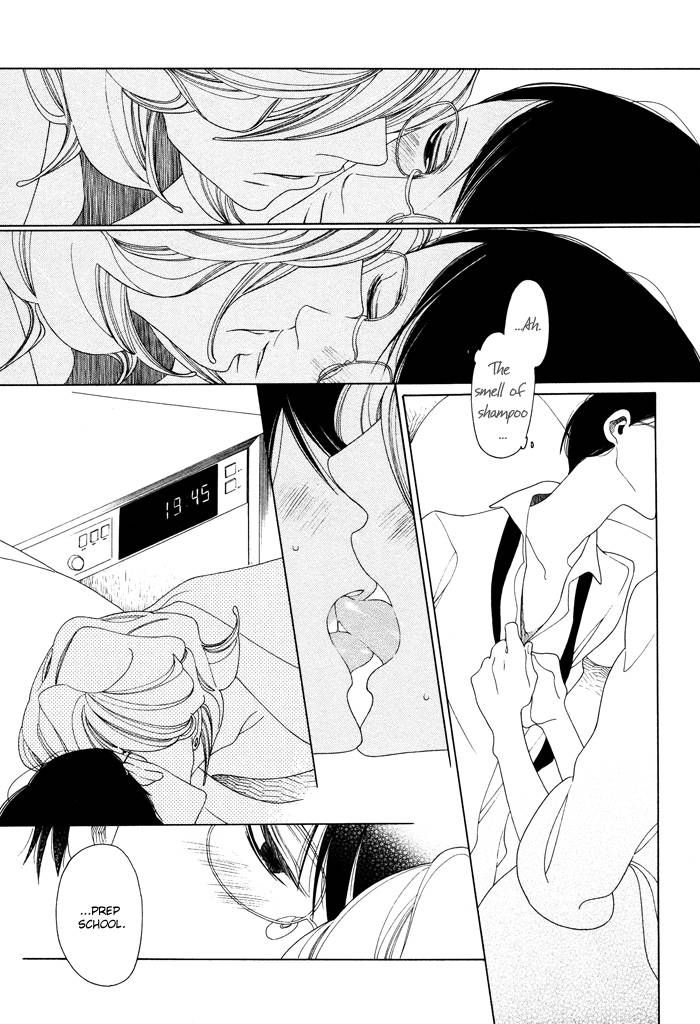 ...Ah.
The
smell of
shampoo
...
19:45
...PREP
SCHOOL.